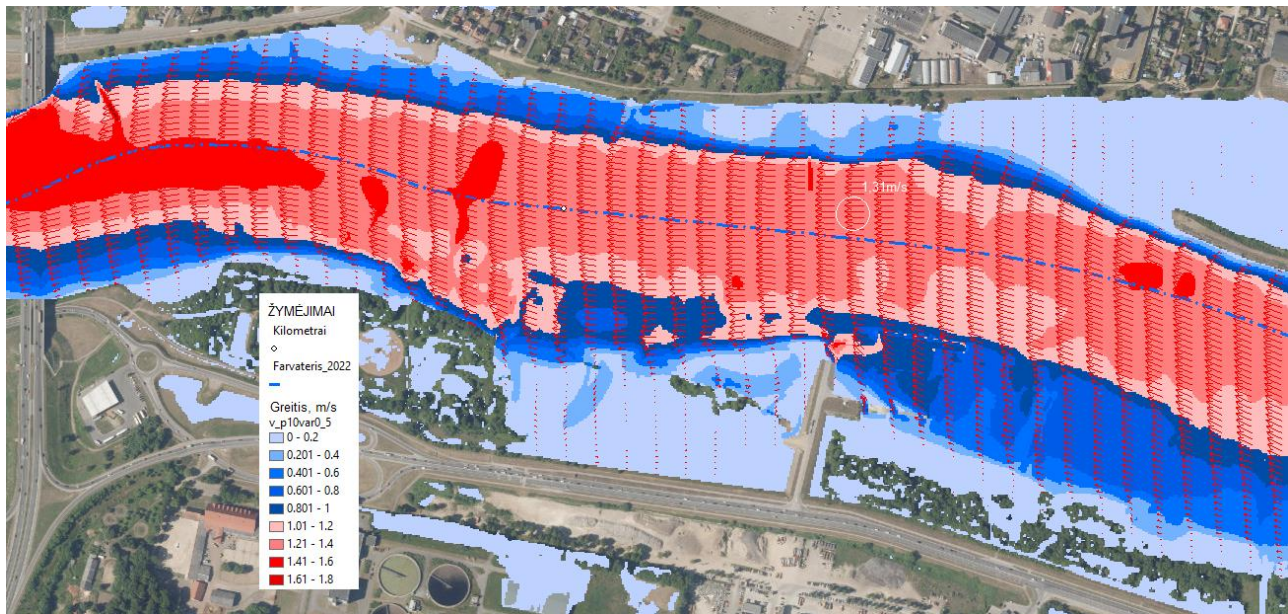 1.31m/s
ŽYMĖJIMAI
Kilometrai
Farvateris_2022
Greitis, m/s
v_p10var0_5
0 - 0.2
0.201 - 0.4
0.401 - 0.6
0.601 - 0.8
0.801 - 1
1.01 - 1.2
1.21 - 1.4
1.41 - 1.6
1.61 - 1.8